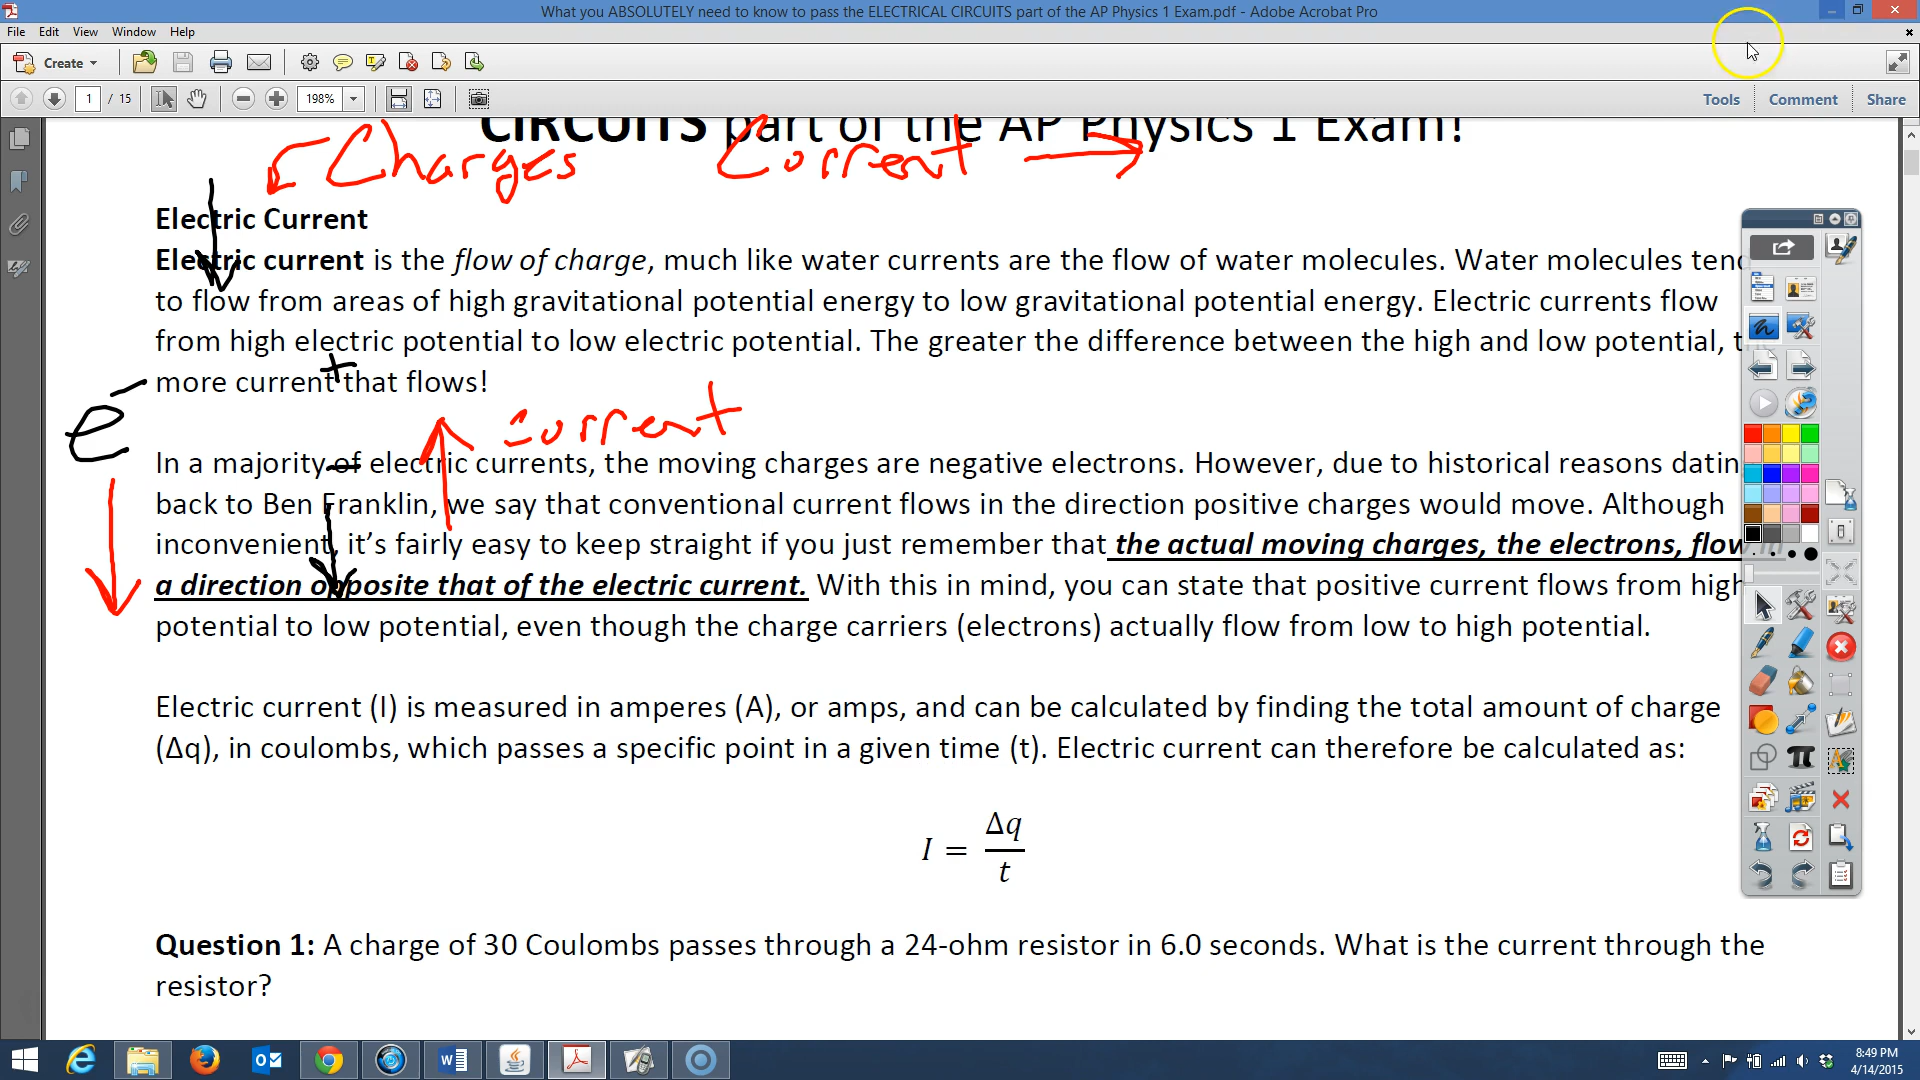 What you ABSOLUTELY need to know to pass the ELECTRICAL CIRCUITS part of the AP Physics 1 Exam.pdf - Adobe Acrobat Pro
File Edit View Window Help
Create
1 / 15 198% Tools Comment Share
CIRCUITS part of the AP Physics 1 Exam!
Charges Current
Electric Current
Electric current is the flow of charge, much like water currents are the flow of water molecules. Water molecules tend
to flow from areas of high gravitational potential energy to low gravitational potential energy. Electric currents flow
from high electric potential to low electric potential. The greater the difference between the high and low potential, t
more current that flows!
+
e-
current
In a majority of electric currents, the moving charges are negative electrons. However, due to historical reasons datin
back to Ben Franklin, we say that conventional current flows in the direction positive charges would move. Although
inconvenient, it's fairly easy to keep straight if you just remember that the actual moving charges, the electrons, flow in
a direction opposite that of the electric current. With this in mind, you can state that positive current flows from high
potential to low potential, even though the charge carriers (electrons) actually flow from low to high potential.
Electric current (I) is measured in amperes (A), or amps, and can be calculated by finding the total amount of charge
(Δq), in coulombs, which passes a specific point in a given time (t). Electric current can therefore be calculated as:
I = Δq / t
Question 1: A charge of 30 Coulombs passes through a 24-ohm resistor in 6.0 seconds. What is the current through the
resistor?
8:49 PM
4/14/2015